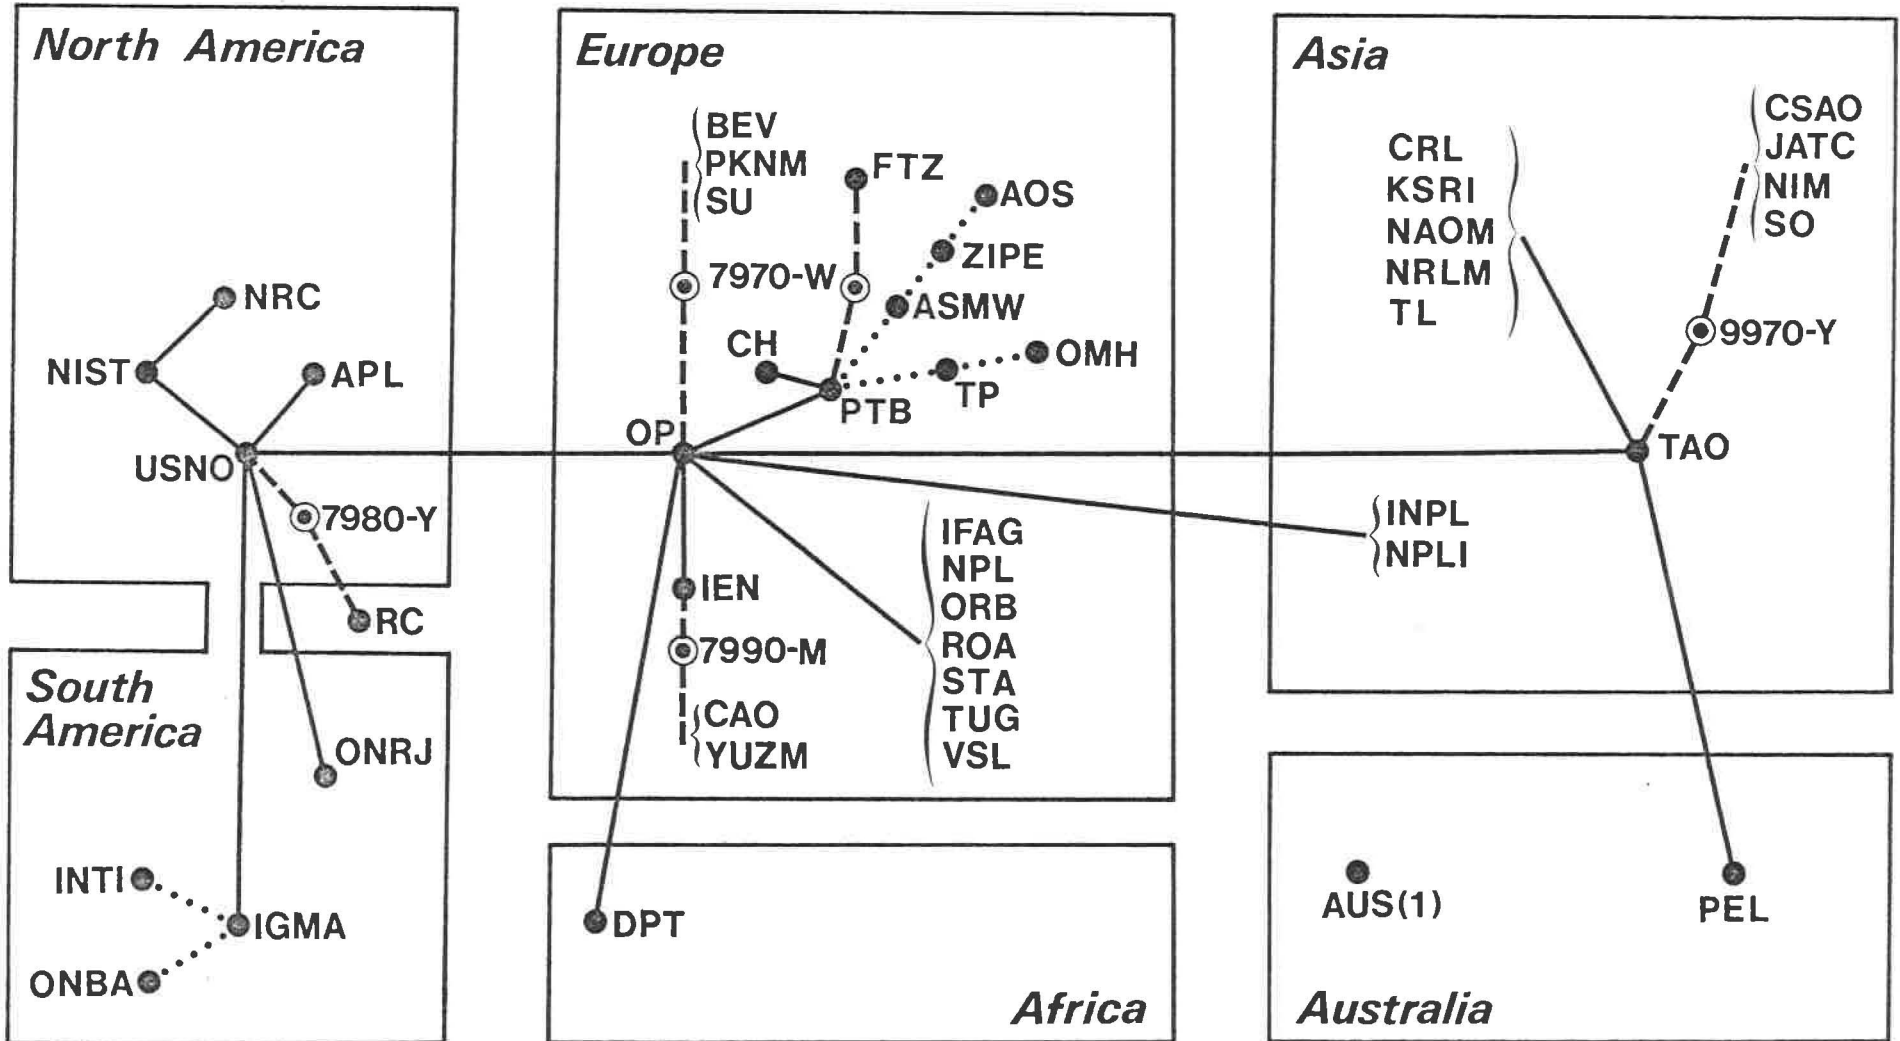 North America
NRC
NIST
APL
USNO
7980-Y
RC
South
America
ONRJ
INTI
IGMA
ONBA
Europe
BEV
PKNM
SU
FTZ
AOS
7970-W
ZIPE
ASMW
CH
OMH
TP
PTB
OP
IEN
7990-M
CAO
YUZM
IFAG
NPL
ORB
ROA
STA
TUG
VSL
DPT
Africa
Asia
CRL
KSRI
NAOM
NRLM
TL
CSAO
JATC
NIM
SO
9970-Y
TAO
INPL
NPLI
AUS(1)
PEL
Australia